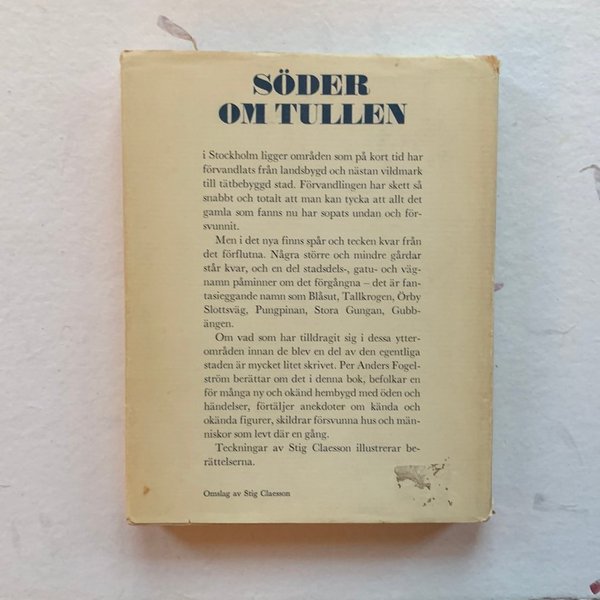 SÖDER
OM TULLEN
i Stockholm ligger områden som på kort tid har
förvandlats från landsbygd och nästan vildmark
till tätbebyggd stad. Förvandlingen har skett så
snabbt och totalt att man kan tycka att allt det
gamla som fanns nu har sopats undan och för-
svunnit.
Men i det nya finns spår och tecken kvar från
det förflutna. Några större och mindre gårdar
står kvar, och en del stadsdels-, gatu- och väg-
namn påminner om det förgångna – det är fan-
tasieggande namn som Blåsut, Tallkrogen, Örby
Slottsväg, Pungpinan, Stora Gungan, Gubb-
ängen.
Om vad som har tilldragit sig i dessa ytter-
områden innan de blev en del av den egentliga
staden är mycket litet skrivet. Per Anders Fogel-
ström berättar om det i denna bok, befolkar en
för många ny och okänd hembygd med öden och
händelser, förtäljer anekdoter om kända och
okända figurer, skildrar försvunna hus och män-
niskor som levt där en gång.
Teckningar av Stig Claesson illustrerar be-
rättelserna.
Omslag av Stig Claesson